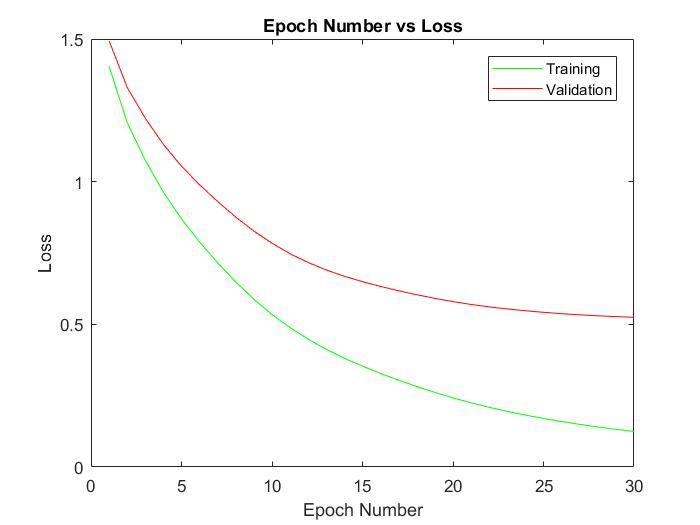 Epoch Number vs Loss
1.5
Training
Validation
1
Loss
0.5
0
0 5 10 15 20 25 30
Epoch Number